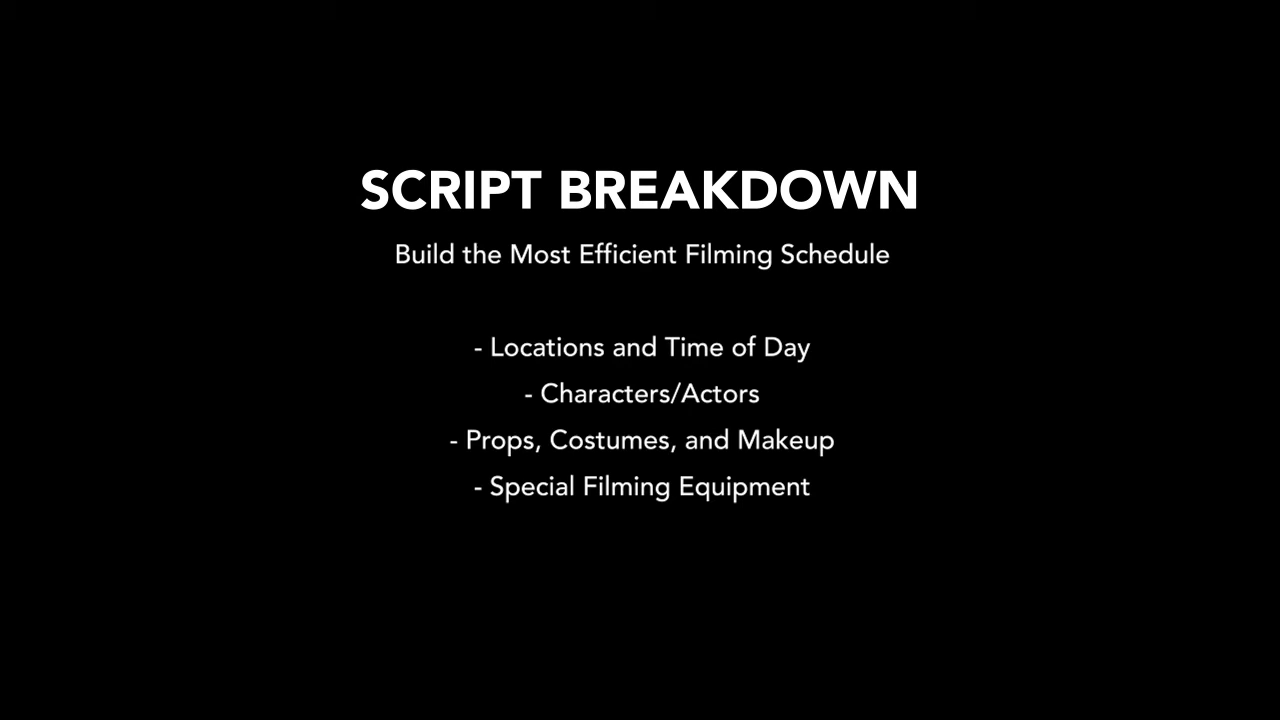 SCRIPT BREAKDOWN
Build the Most Efficient Filming Schedule
- Locations and Time of Day
- Characters/Actors
- Props, Costumes, and Makeup
- Special Filming Equipment